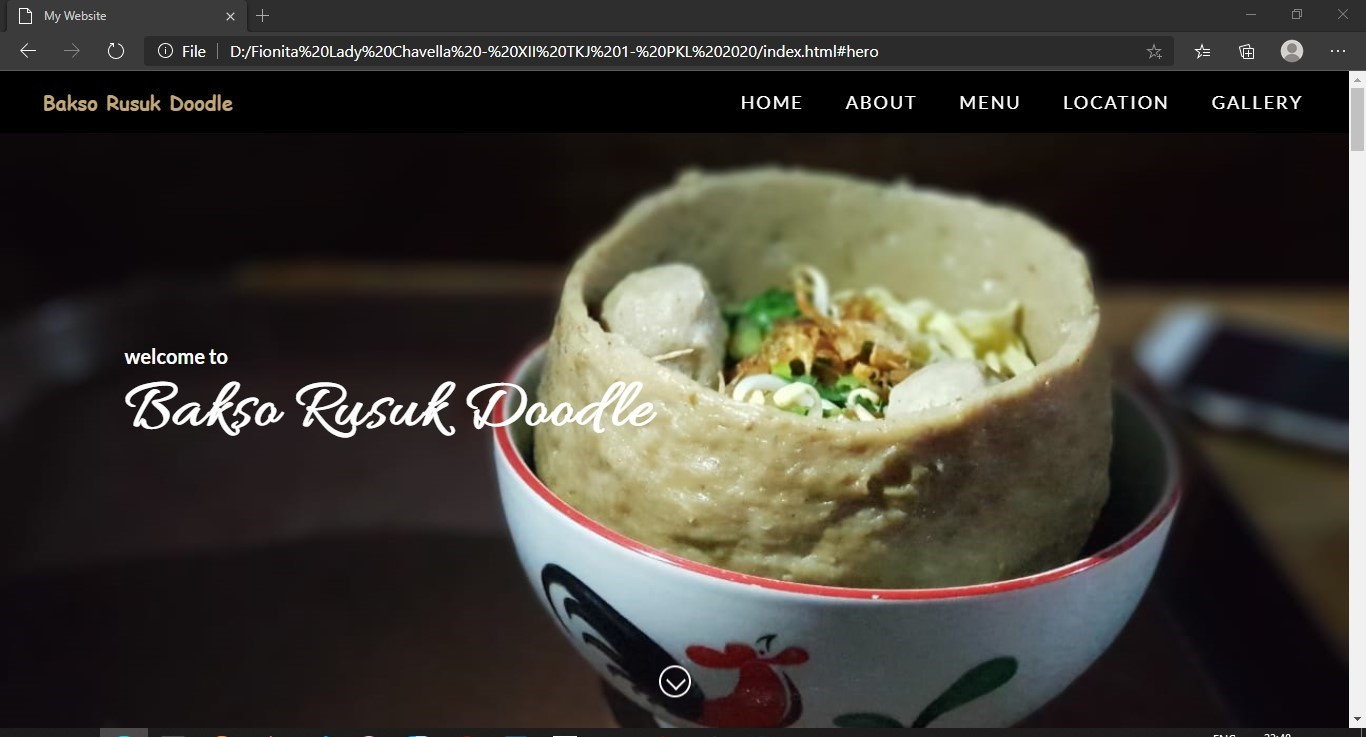 My Website
File D:/Fionita%20Lady%20Chavella%20-%20XII%20TKJ%201-%20PKL%202020/index.html#hero
Bakso Rusuk Doodle HOME ABOUT MENU LOCATION GALLERY
welcome to
Bakso Rusuk Doodle